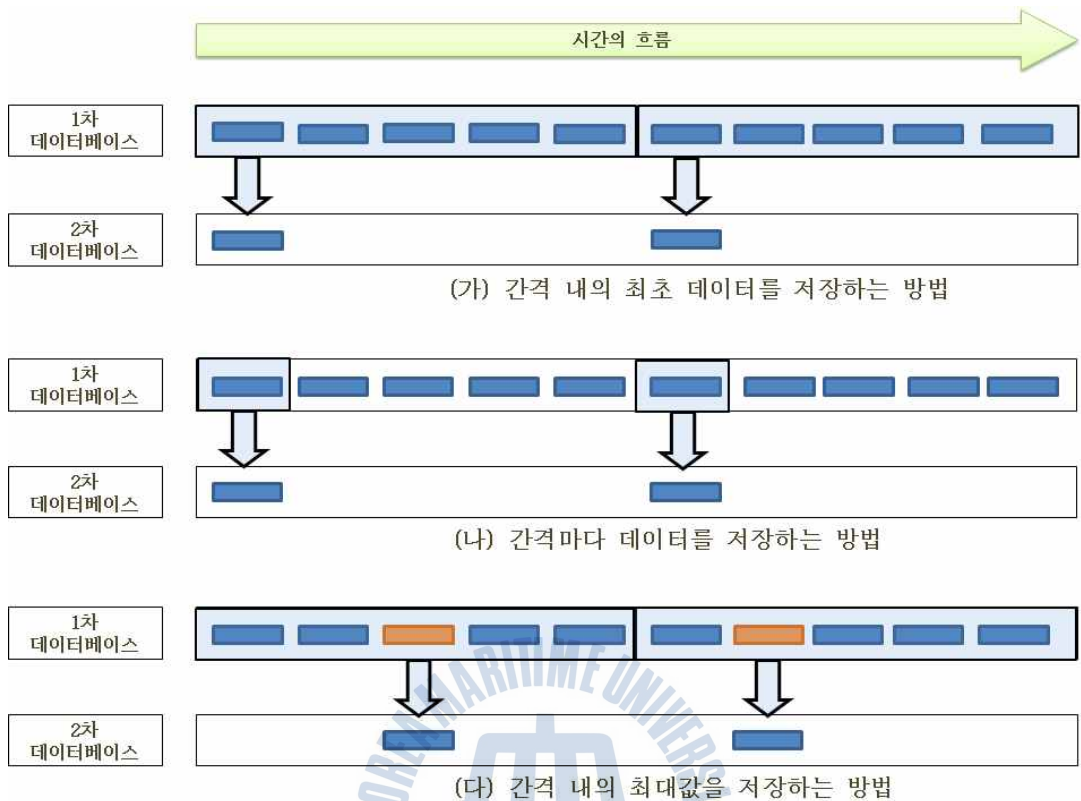 시간의 흐름
1차
데이터베이스
2차
데이터베이스
(가) 간격 내의 최초 데이터를 저장하는 방법
1차
데이터베이스
2차
데이터베이스
(나) 간격마다 데이터를 저장하는 방법
1차
데이터베이스
2차
데이터베이스
(다) 간격 내의 최대값을 저장하는 방법
KOREA MARITIME UNIVERS